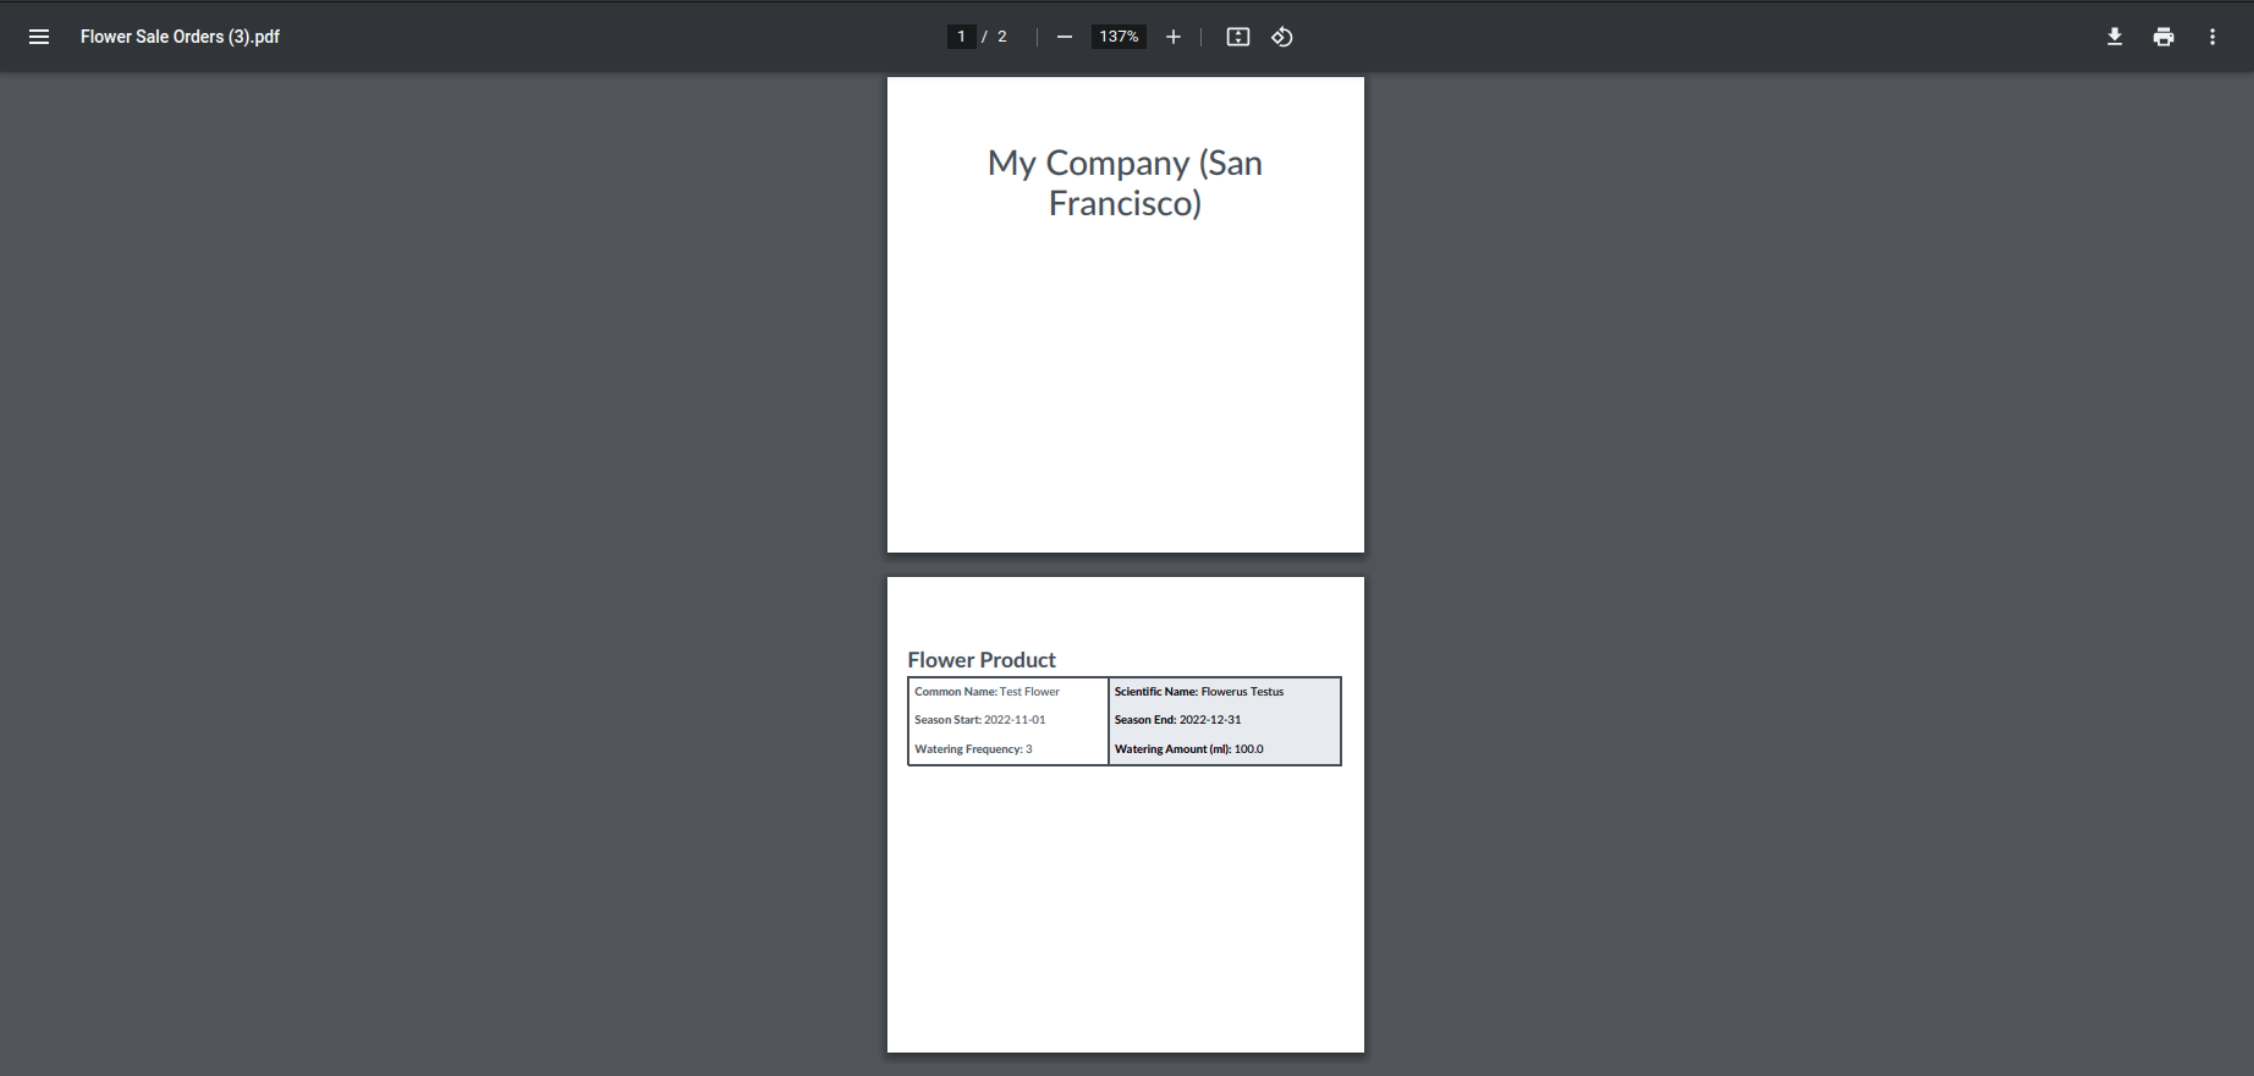 Flower Sale Orders (3).pdf
1 / 2
137%
My Company (San
Francisco)
Flower Product
Common Name: Test Flower
Scientific Name: Flowerus Testus
Season Start: 2022-11-01
Season End: 2022-12-31
Watering Frequency: 3
Watering Amount (ml): 100.0